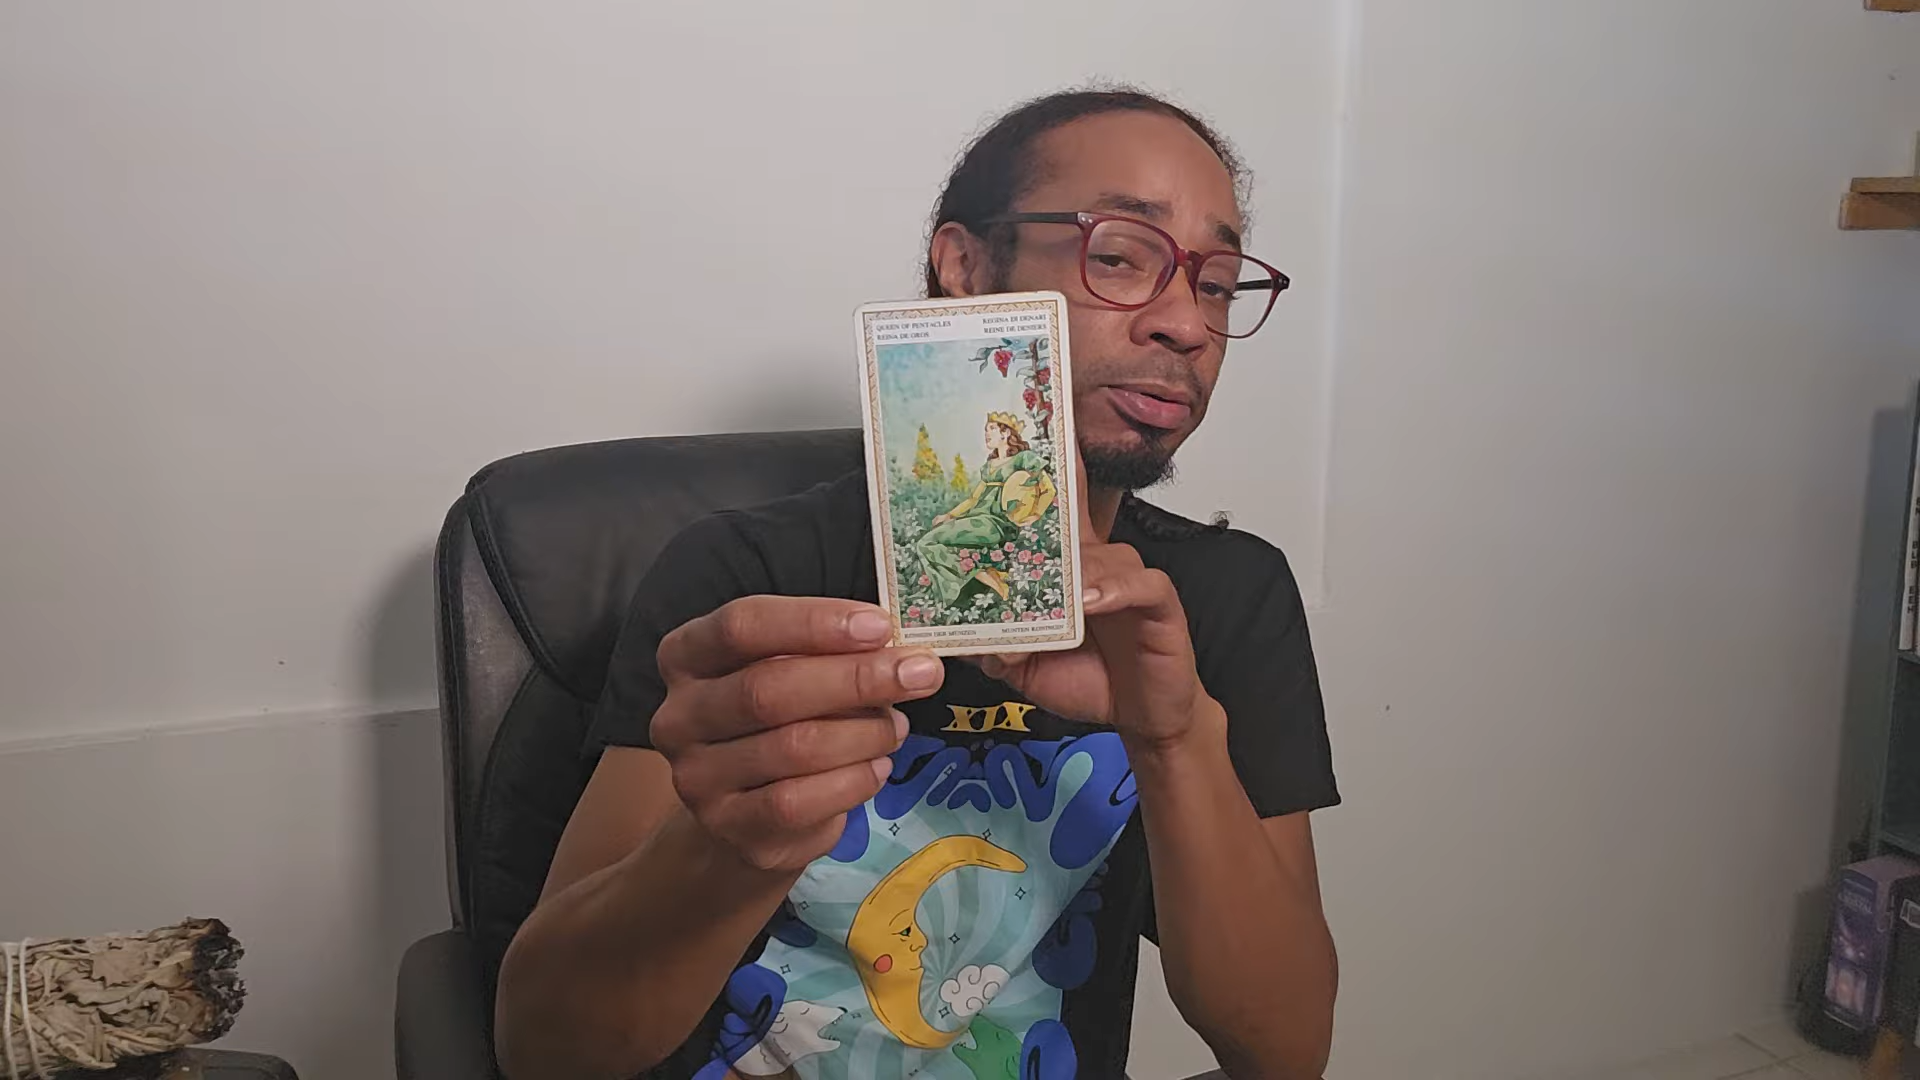 QUEEN OF PENTACLES
REINA DE OROS
REGINA DI DENARI
REINE DE DENIERS
KÖNIGIN DER MÜNZEN
MUNTEN KONINGIN
XIX